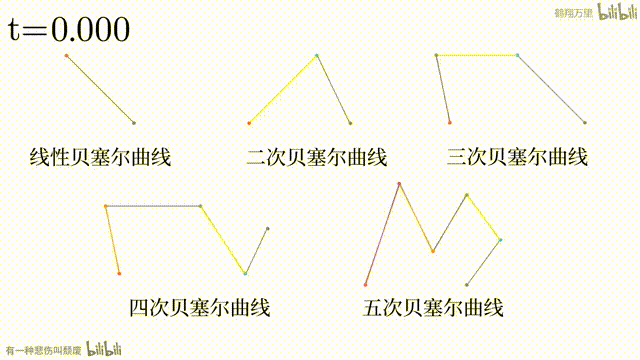 t=0.000
鹤翔万里 bilibili
线性贝塞尔曲线
二次贝塞尔曲线
三次贝塞尔曲线
四次贝塞尔曲线
五次贝塞尔曲线
有一种悲伤叫颓废 bilibili